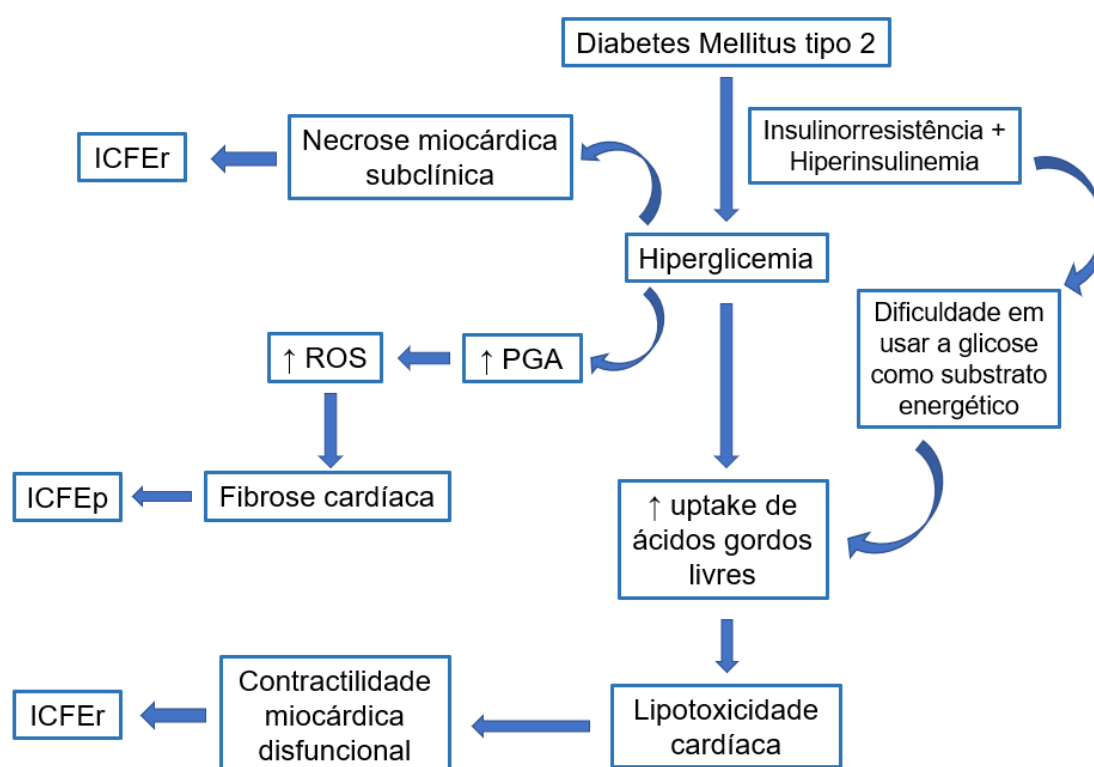 Diabetes Mellitus tipo 2
Insulinorresistência +
Hiperinsulinemia
Necrose miocárdica
subclínica
ICFEr
Hiperglicemia
Dificuldade em
usar a glicose
como substrato
energético
↑ PGA
↑ ROS
Fibrose cardíaca
ICFEp
↑ uptake de
ácidos gordos
livres
Lipotoxicidade
cardíaca
Contractilidade
miocárdica
disfuncional
ICFEr